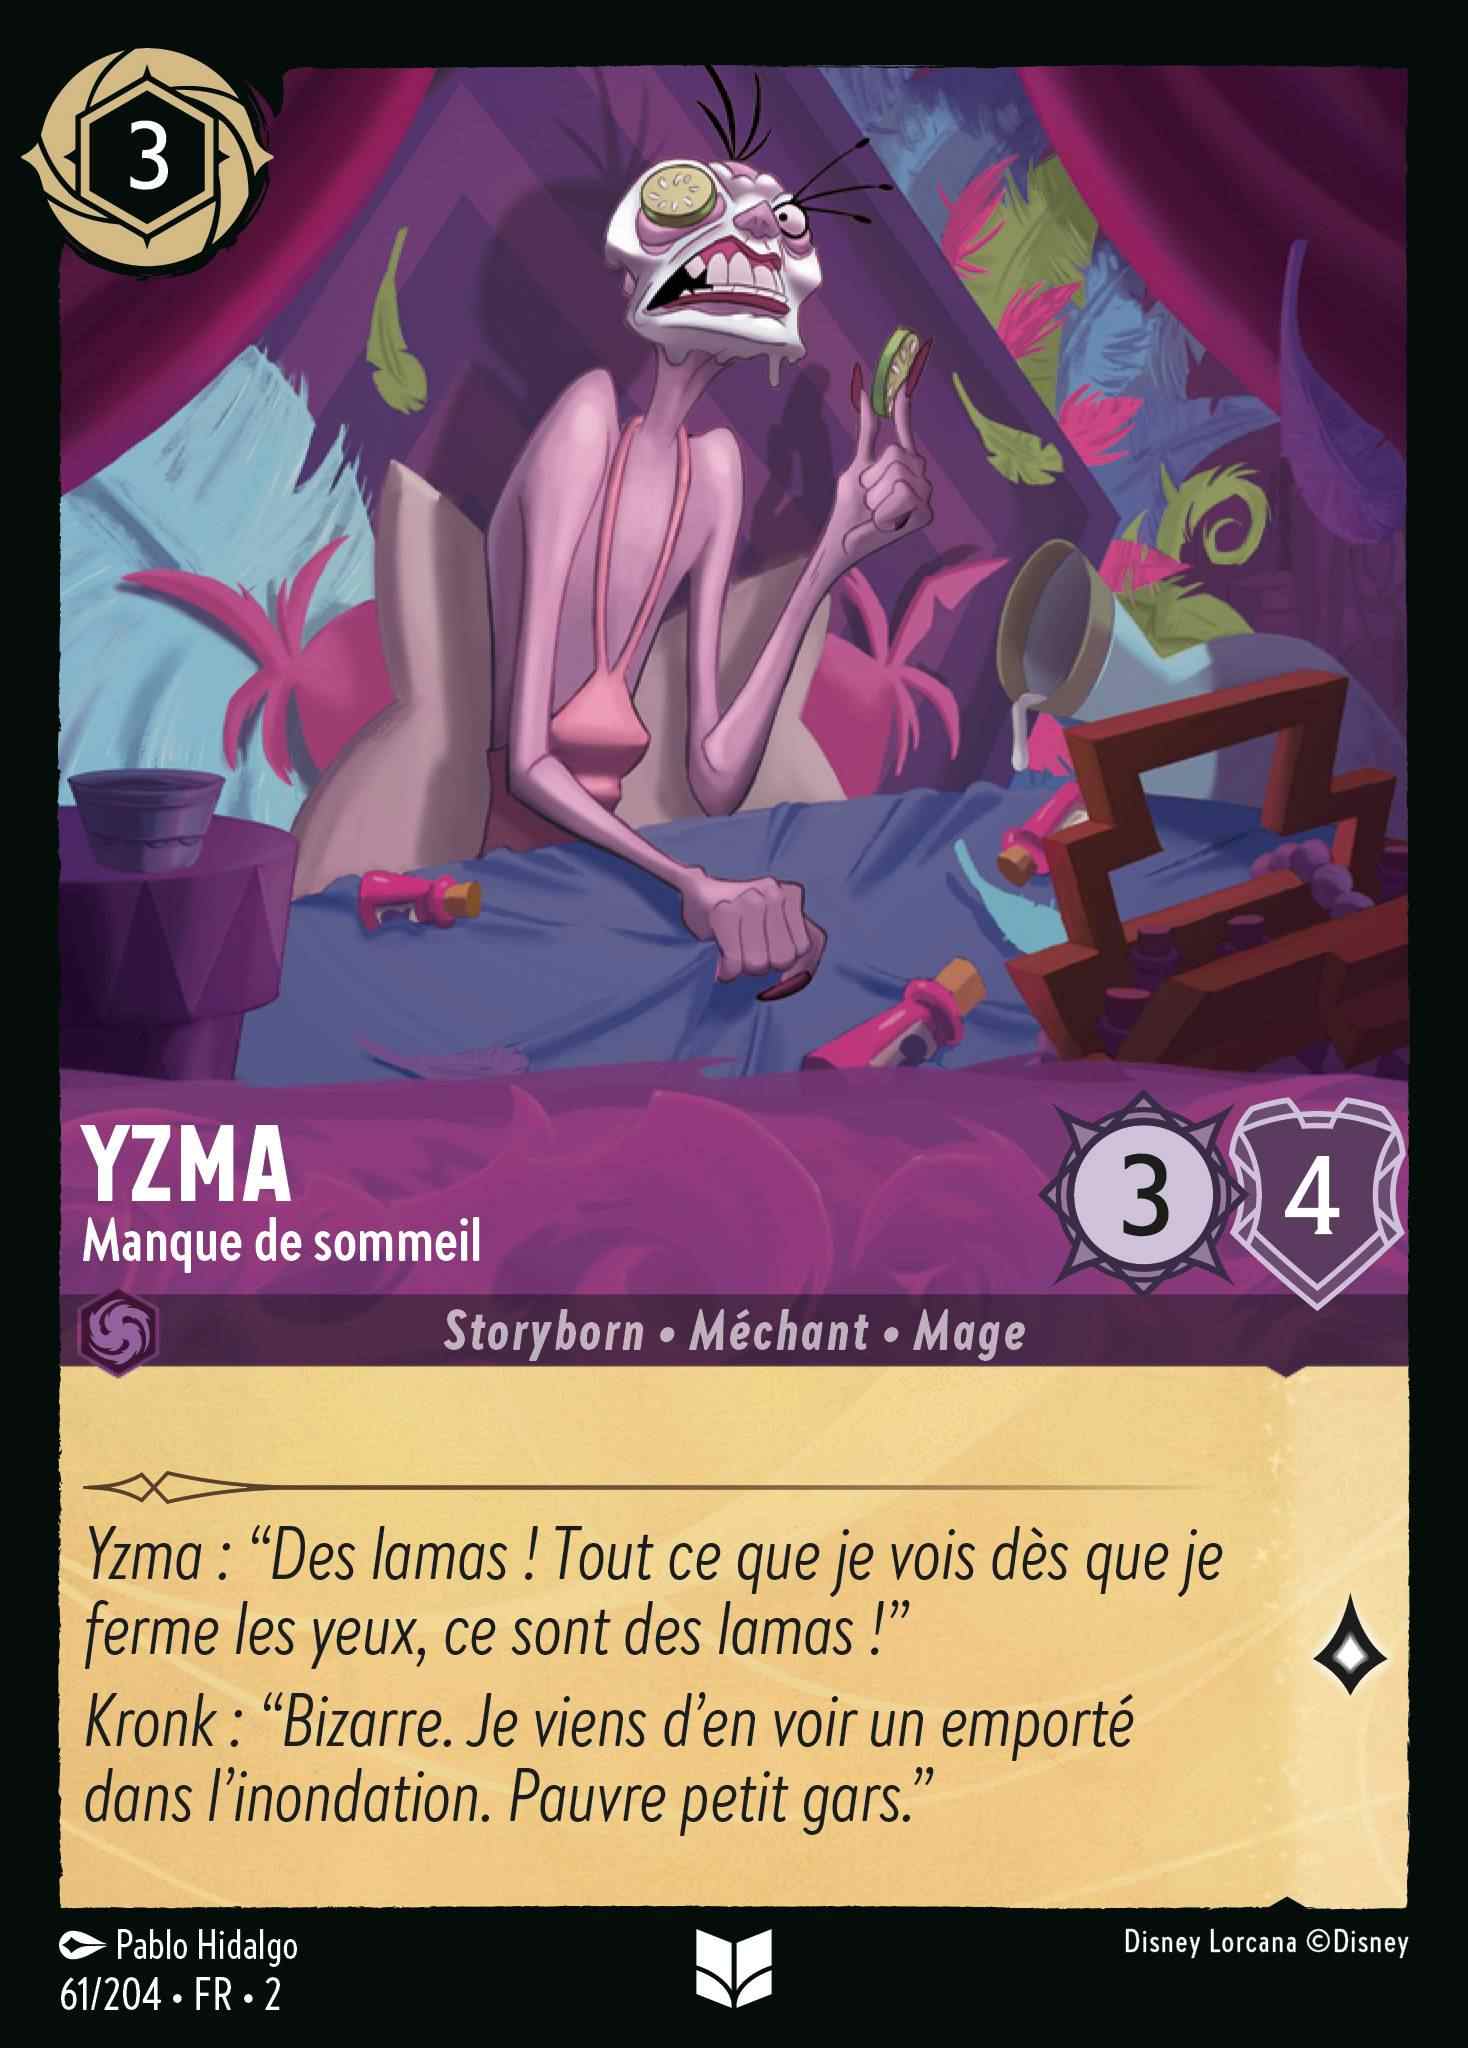 3
YZMA
Manque de sommeil
3
4
Storyborn • Méchant • Mage
Yzma : “Des lamas ! Tout ce que je vois dès que je
ferme les yeux, ce sont des lamas !”
Kronk : “Bizarre. Je viens d’en voir un emporté
dans l’inondation. Pauvre petit gars.”
Pablo Hidalgo
61/204 • FR • 2
Disney Lorcana ©Disney